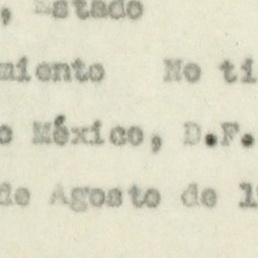 , Estado
miento No ti
o México, D.F.
de Agosto de 1